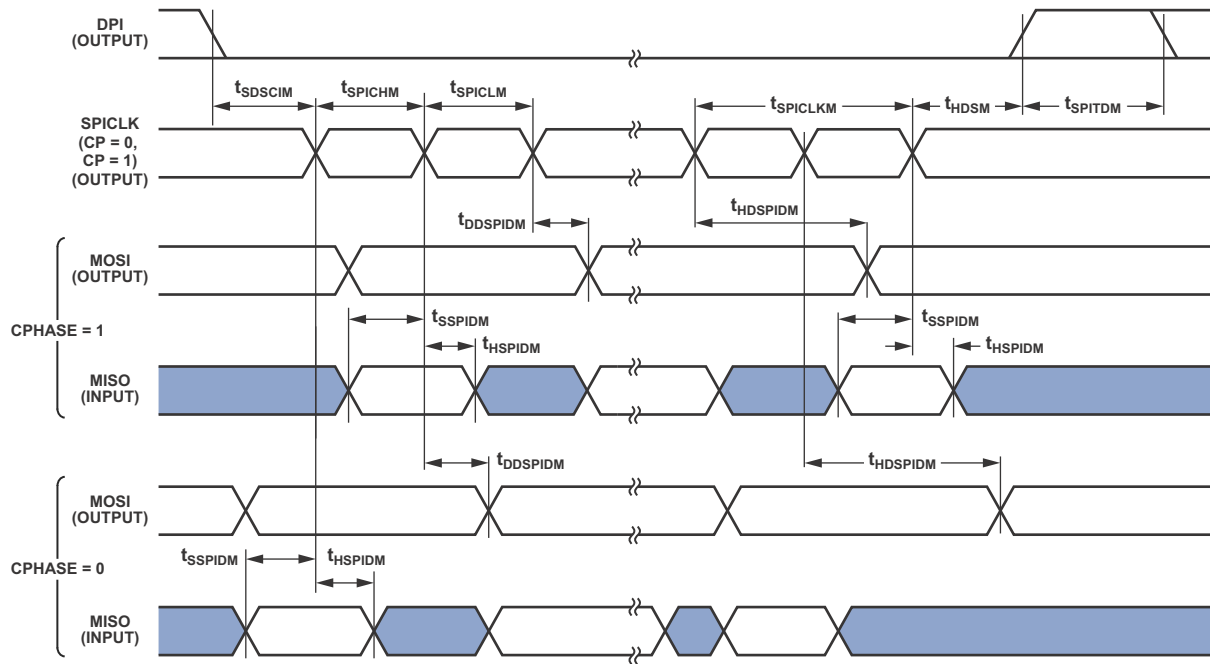 DPI
(OUTPUT)
tSDSCIM
tSPICHM
tSPICLM
tSPICLKM
tHDSM
tSPITDM
SPICLK
(CP = 0,
CP = 1)
(OUTPUT)
tDDSPIDM
tHDSPIDM
CPHASE = 1
MOSI
(OUTPUT)
tSSPIDM
tSSPIDM
tHSPIDM
tHSPIDM
MISO
(INPUT)
tDDSPIDM
tHDSPIDM
CPHASE = 0
MOSI
(OUTPUT)
tSSPIDM
tHSPIDM
MISO
(INPUT)